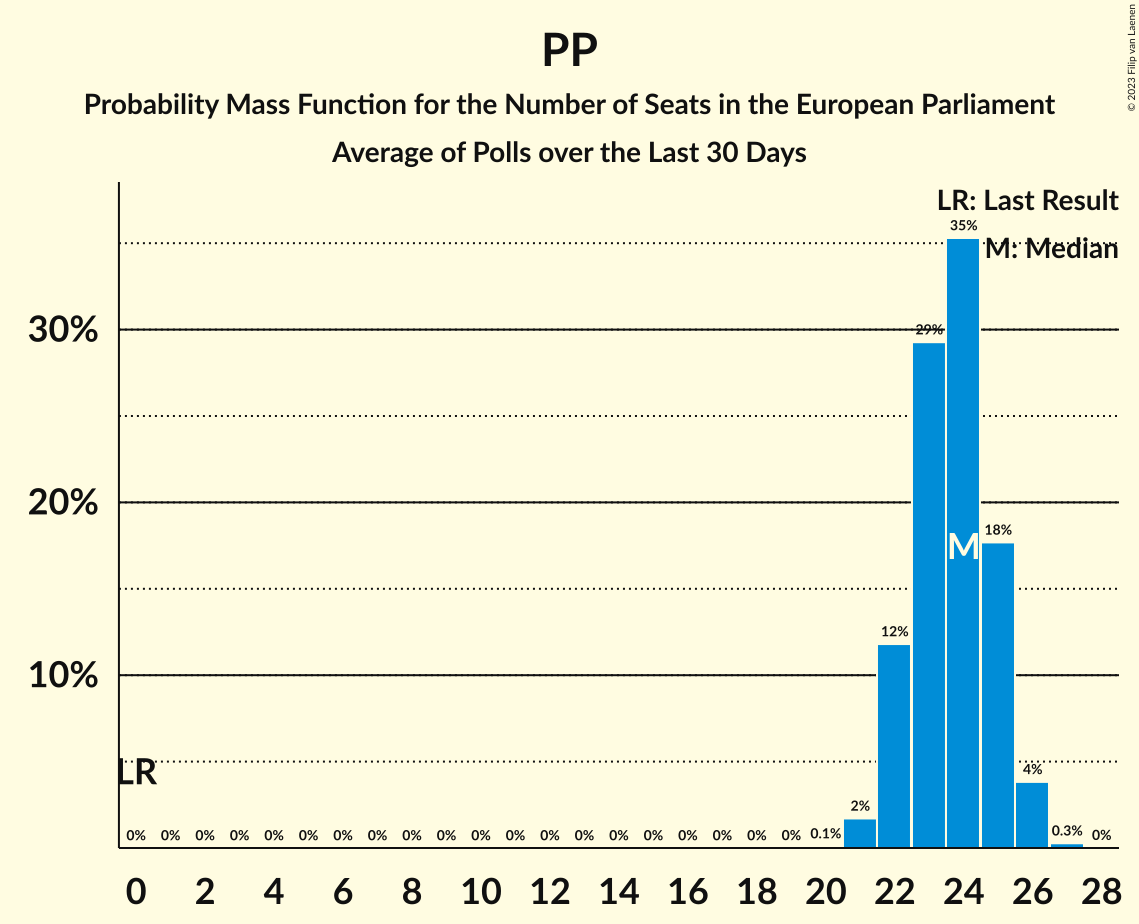 PP
Probability Mass Function for the Number of Seats in the European Parliament
Average of Polls over the Last 30 Days
© 2023 Filip van Laenen
LR: Last Result
M: Median
35%
30%
29%
20%
18%
M
12%
10%
LR
4%
2%
0% 0% 0% 0% 0% 0% 0% 0% 0% 0% 0% 0% 0% 0% 0% 0% 0% 0% 0% 0% 0.1% 0.3% 0%
0 2 4 6 8 10 12 14 16 18 20 22 24 26 28